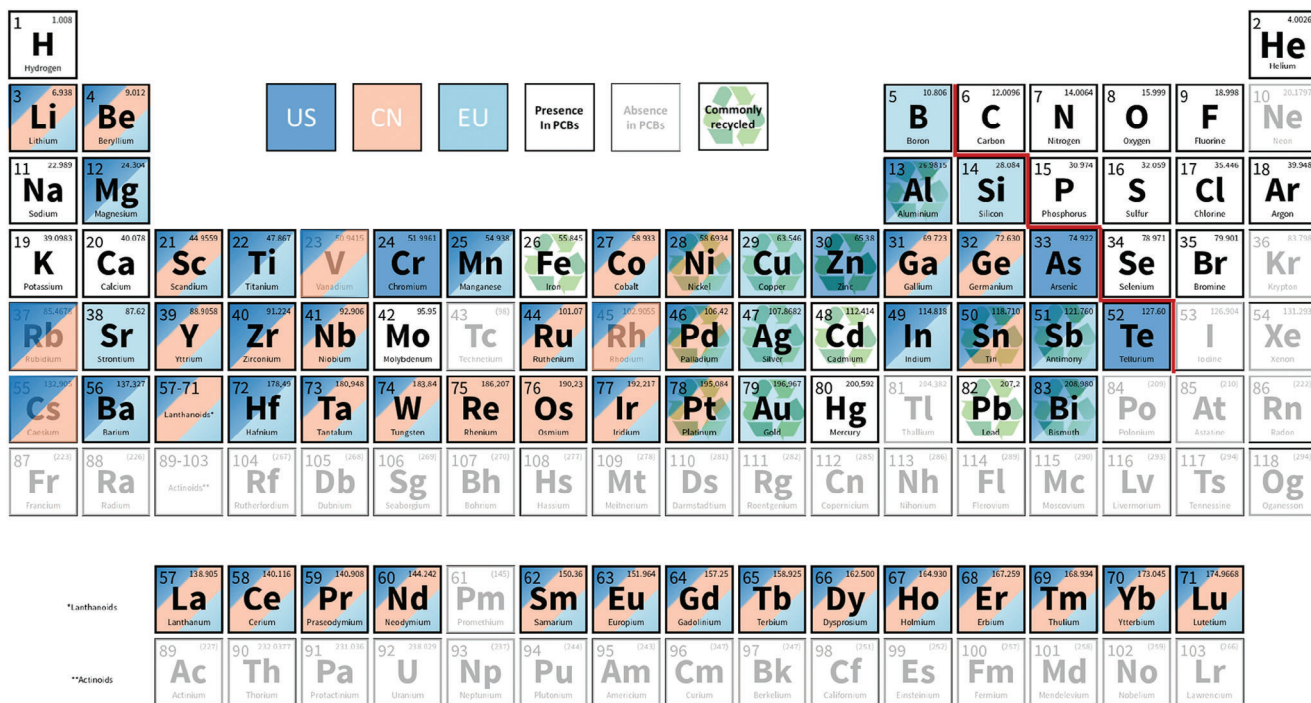 1 1.008
H
Hydrogen
2 4.0026
He
Helium
3 6.938
Li
Lithium
4 9.012
Be
Beryllium
US
CN
EU
Presence
In PCBs
Absence
in PCBs
Commonly
recycled
5 10.806
B
Boron
6 12.0096
C
Carbon
7 14.0064
N
Nitrogen
8 15.999
O
Oxygen
9 18.998
F
Fluorine
10 20.1797
Ne
Neon
11 22.989
Na
Sodium
12 24.304
Mg
Magnesium
13 26.9815
Al
Aluminium
14 28.084
Si
Silicon
15 30.974
P
Phosphorus
16 32.059
S
Sulfur
17 35.446
Cl
Chlorine
18 39.948
Ar
Argon
19 39.0983
K
Potassium
20 40.078
Ca
Calcium
21 44.9559
Sc
Scandium
22 47.867
Ti
Titanium
23 50.9415
V
Vanadium
24 51.9961
Cr
Chromium
25 54.938
Mn
Manganese
26 55.845
Fe
Iron
27 58.933
Co
Cobalt
28 58.6934
Ni
Nickel
29 63.546
Cu
Copper
30 65.38
Zn
Zinc
31 69.723
Ga
Gallium
32 72.630
Ge
Germanium
33 74.922
As
Arsenic
34 78.971
Se
Selenium
35 79.901
Br
Bromine
36 83.798
Kr
Krypton
37 85.4678
Rb
Rubidium
38 87.62
Sr
Strontium
39 88.9058
Y
Yttrium
40 91.224
Zr
Zirconium
41 92.906
Nb
Niobium
42 95.95
Mo
Molybdenum
43 (98)
Tc
Technesium
44 101.07
Ru
Ruthenium
45 102.9055
Rh
Rhodium
46 106.42
Pd
Palladium
47 107.8682
Ag
Silver
48 112.414
Cd
Cadmium
49 114.818
In
Indium
50 118.710
Sn
Tin
51 121.760
Sb
Antimony
52 127.60
Te
Tellurium
53 126.904
I
Iodine
54 131.293
Xe
Xenon
55 132.905
Cs
Caesium
56 137,327
Ba
Barium
57-71
Lanthanoids*
72 178,49
Hf
Hafnium
73 180,948
Ta
Tantalum
74 183,84
W
Tungsten
75 186,207
Re
Rhenium
76 190,23
Os
Osmium
77 192,217
Ir
Iridium
78 195,084
Pt
Platinum
79 196,967
Au
Gold
80 200,592
Hg
Mercury
81 204,382
Tl
Thallium
82 207,2
Pb
Lead
83 208,980
Bi
Bismuth
84 (209)
Po
Polonium
85 (210)
At
Astatine
86 (222)
Rn
Radon
87 (223)
Fr
Francium
88 (226)
Ra
Radium
89-103
Actinoids**
104 (267)
Rf
Rutherfordium
105 (268)
Db
Dubnium
106 (269)
Sg
Seaborgium
107 (270)
Bh
Bohrium
108 (277)
Hs
Hassium
109 (278)
Mt
Meitnerium
110 (281)
Ds
Darmstadtium
111 (282)
Rg
Roentgenium
112 (285)
Cn
Copernicium
113 (286)
Nh
Nihonium
114 (289)
Fl
Flerovium
115 (290)
Mc
Moscovium
116 (293)
Lv
Livermorium
117 (294)
Ts
Tennessine
118 (294)
Og
Oganesson
*Lanthanoids
57 138.905
La
Lanthanum
58 140.116
Ce
Cerium
59 140.908
Pr
Praseodymium
60 144.242
Nd
Neodymium
61 (145)
Pm
Promethium
62 150.36
Sm
Samarium
63 151.964
Eu
Europium
64 157.25
Gd
Gadolinium
65 158.925
Tb
Terbium
66 162.500
Dy
Dysprosium
67 164.930
Ho
Holmium
68 167.259
Er
Erbium
69 168.934
Tm
Thulium
70 173.045
Yb
Ytterbium
71 174.9668
Lu
Lutetium
**Actinoids
89 (227)
Ac
Actinium
90 232.0377
Th
Thorium
91 231.036
Pa
Protactinium
92 238.029
U
Uranium
93 (237)
Np
Neptunium
94 (244)
Pu
Plutonium
95 (243)
Am
Americium
96 (247)
Cm
Curium
97 (247)
Bk
Berkelium
98 (251)
Cf
Californium
99 (252)
Es
Einsteinium
100 (257)
Fm
Fermium
101 (258)
Md
Mendelevium
102 (259)
No
Nobelium
103 (266)
Lr
Lawrencium